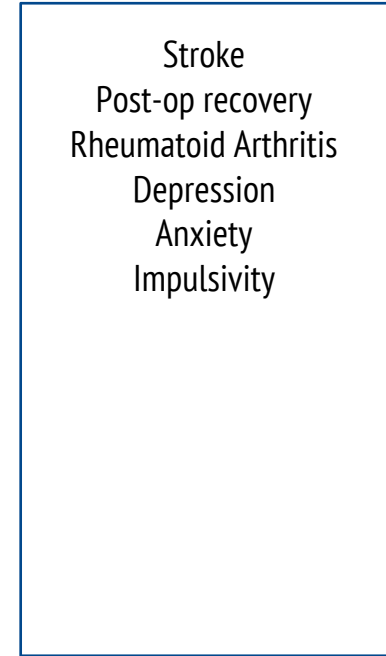 Stroke
Post-op recovery
Rheumatoid Arthritis
Depression
Anxiety
Impulsivity